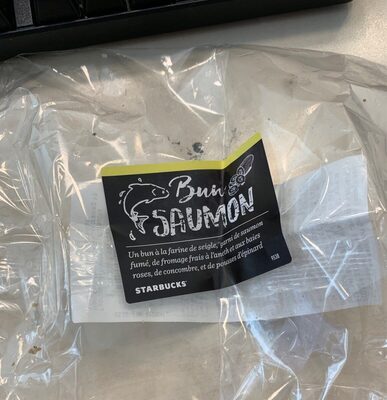 Bun
SAUMON
Un bun à la farine de seigle, garni de saumon
fumé, de fromage frais à l'aneth et aux baies
roses, de concombre, et de pousses d'épinard
STARBUCKS